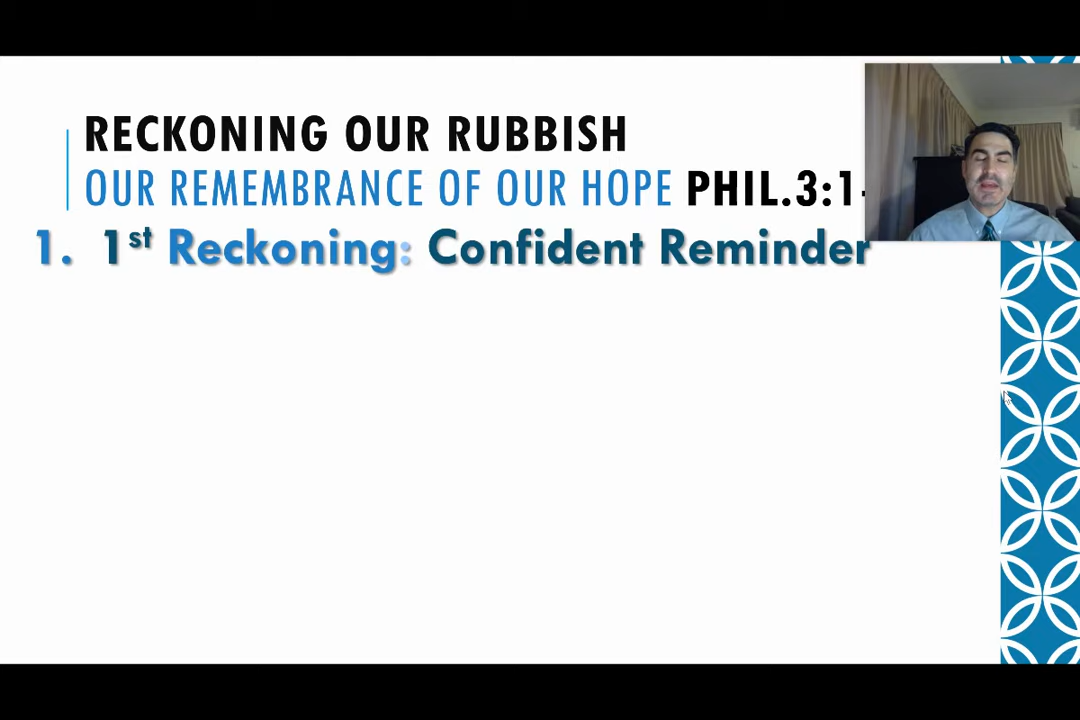 RECKONING OUR RUBBISH
OUR REMEMBRANCE OF OUR HOPE PHIL.3:1-
1. 1st Reckoning: Confident Reminder